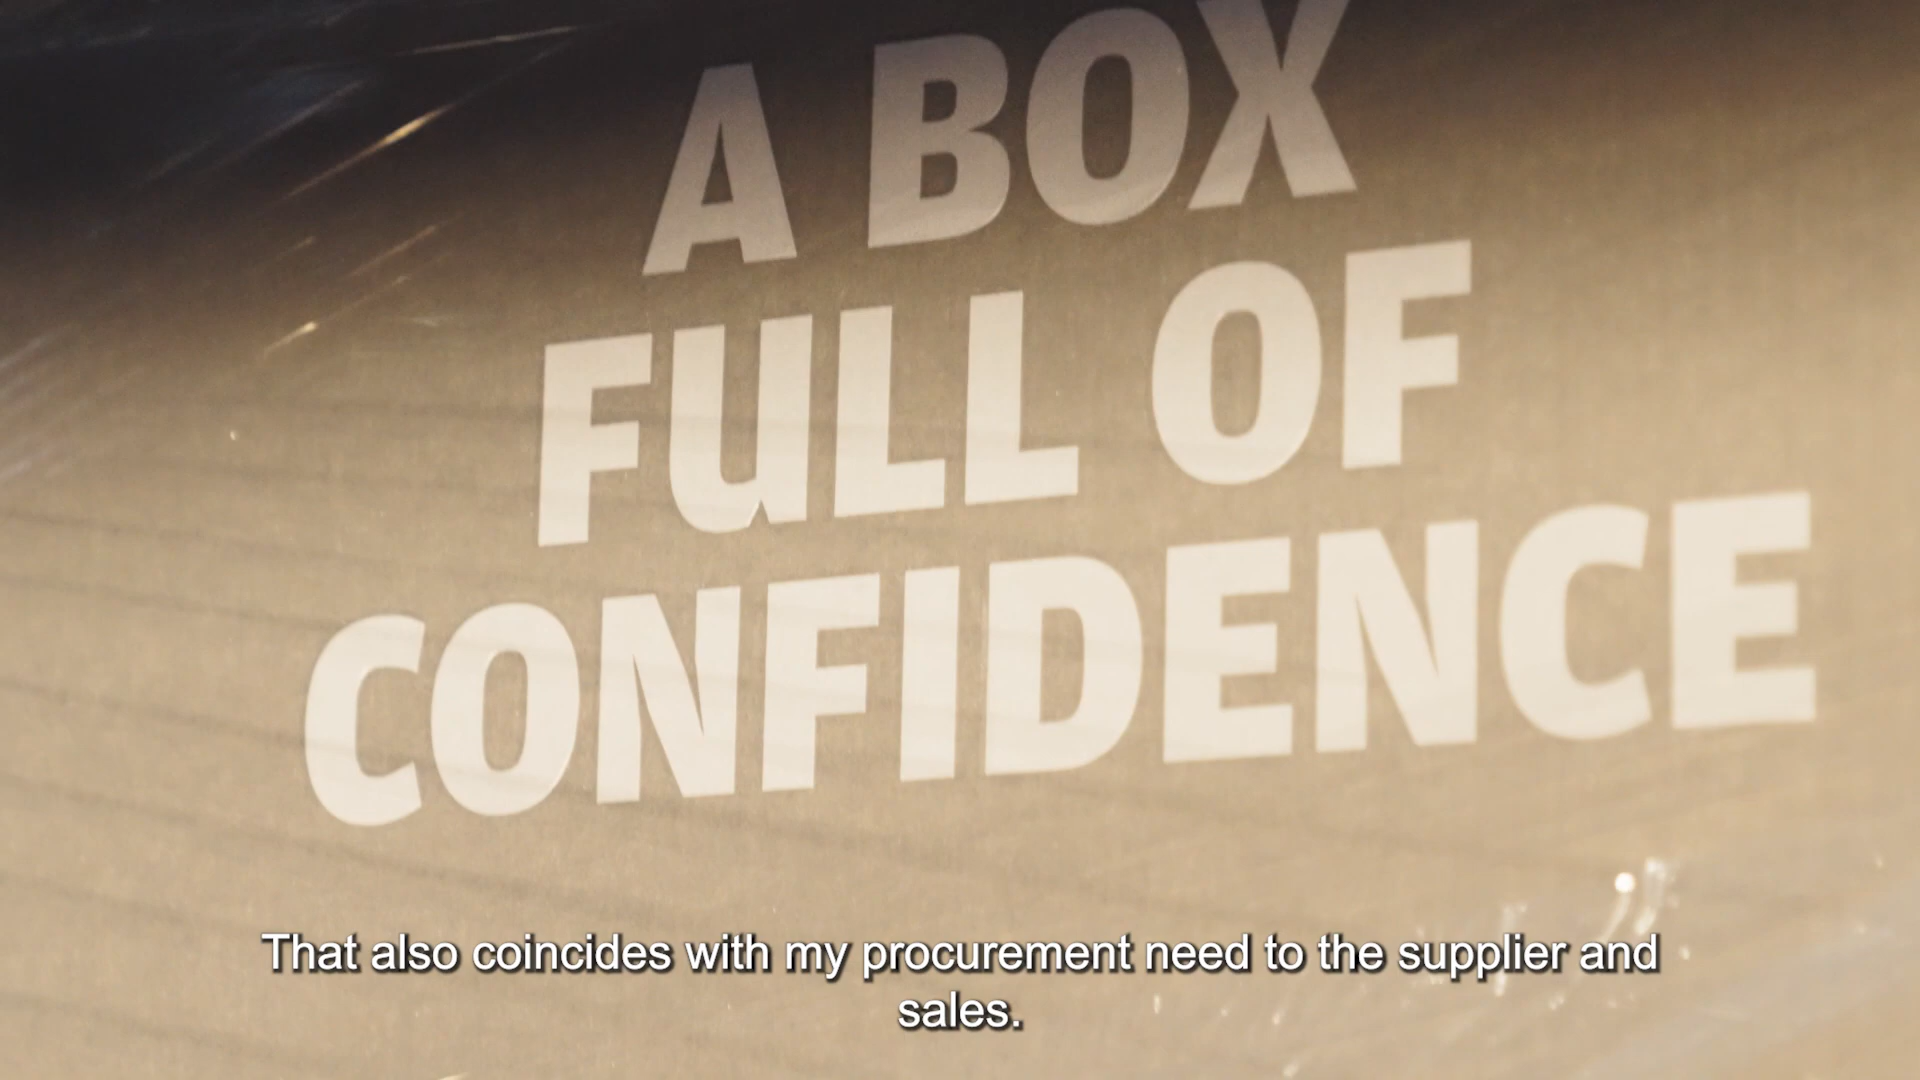 A BOX
FULL OF
CONFIDENCE
That also coincides with my procurement need to the supplier and
sales.